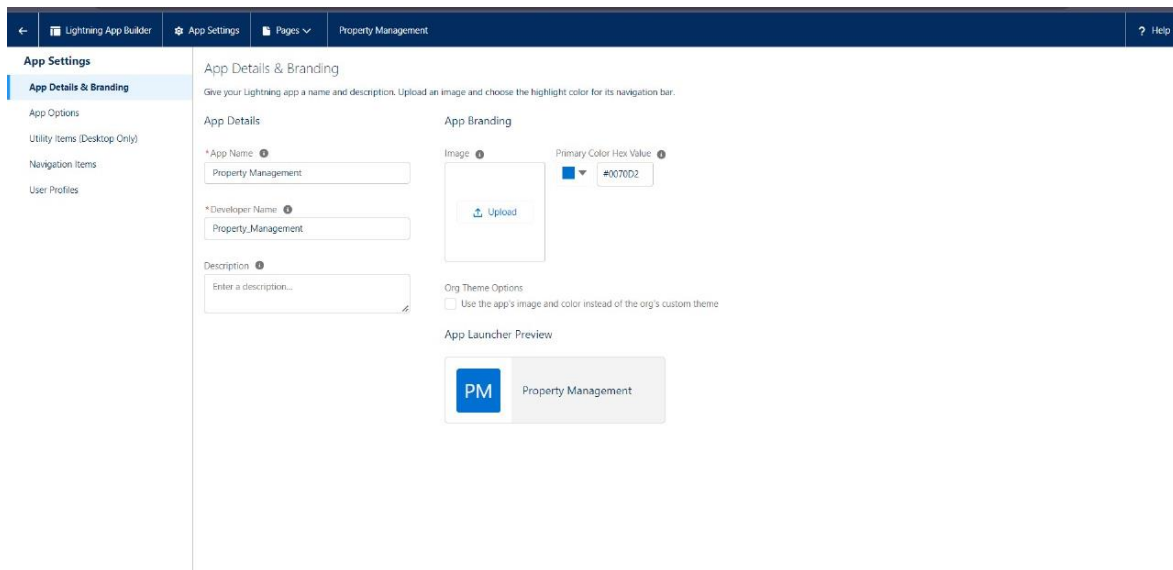 Lightning App Builder
App Settings
Pages
Property Management
? Help
App Settings
App Details & Branding
App Options
Utility Items (Desktop Only)
Navigation Items
User Profiles
App Details & Branding
Give your Lightning app a name and description. Upload an image and choose the highlight color for its navigation bar.
App Details
*App Name
Property Management
*Developer Name
Property_Management
Description
Enter a description...
App Branding
Image
Upload
Primary Color Hex Value
#0070D2
Org Theme Options
Use the app's image and color instead of the org's custom theme
App Launcher Preview
PM
Property Management